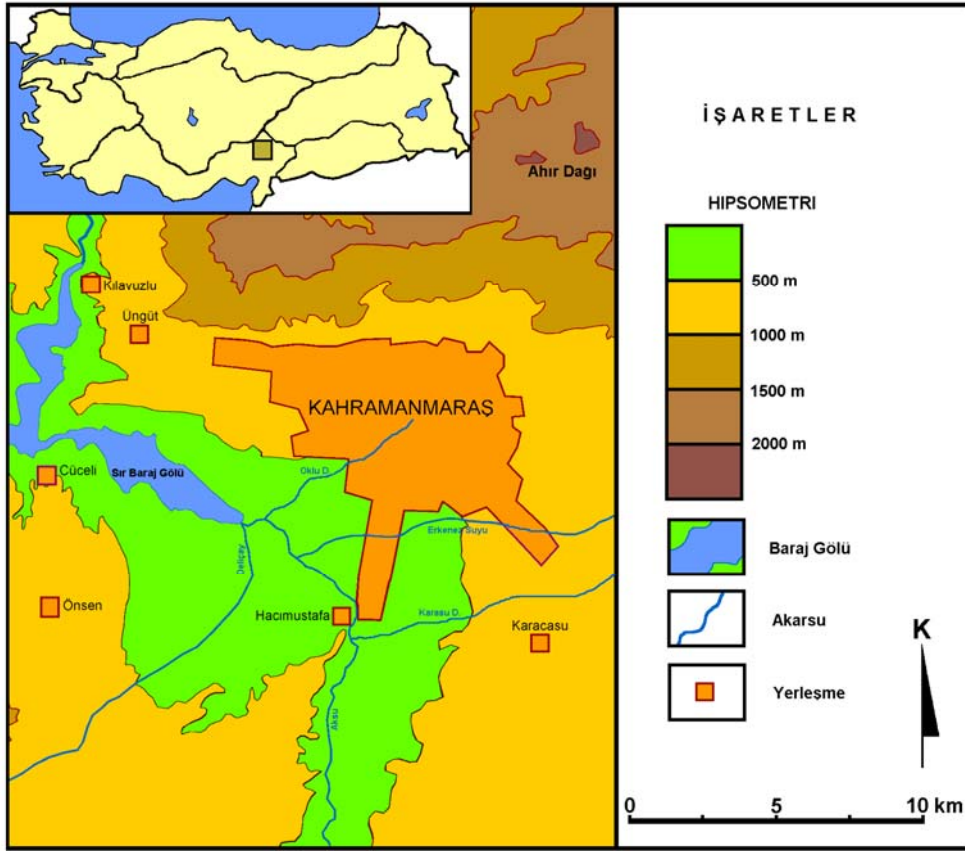 Ahır Dağı
Kılavuzlu
Üngüt
KAHRAMANMARAŞ
Oklu D.
Sır Baraj Gölü
Cüceli
Erkenez Suyu
Deliçay
Önsen
Hacımustafa
Karasu D.
Karacasu
Aksu
İŞARETLER
HIPSOMETRI
500 m
1000 m
1500 m
2000 m
Baraj Gölü
Akarsu
Yerleşme
K
0 5 10 km